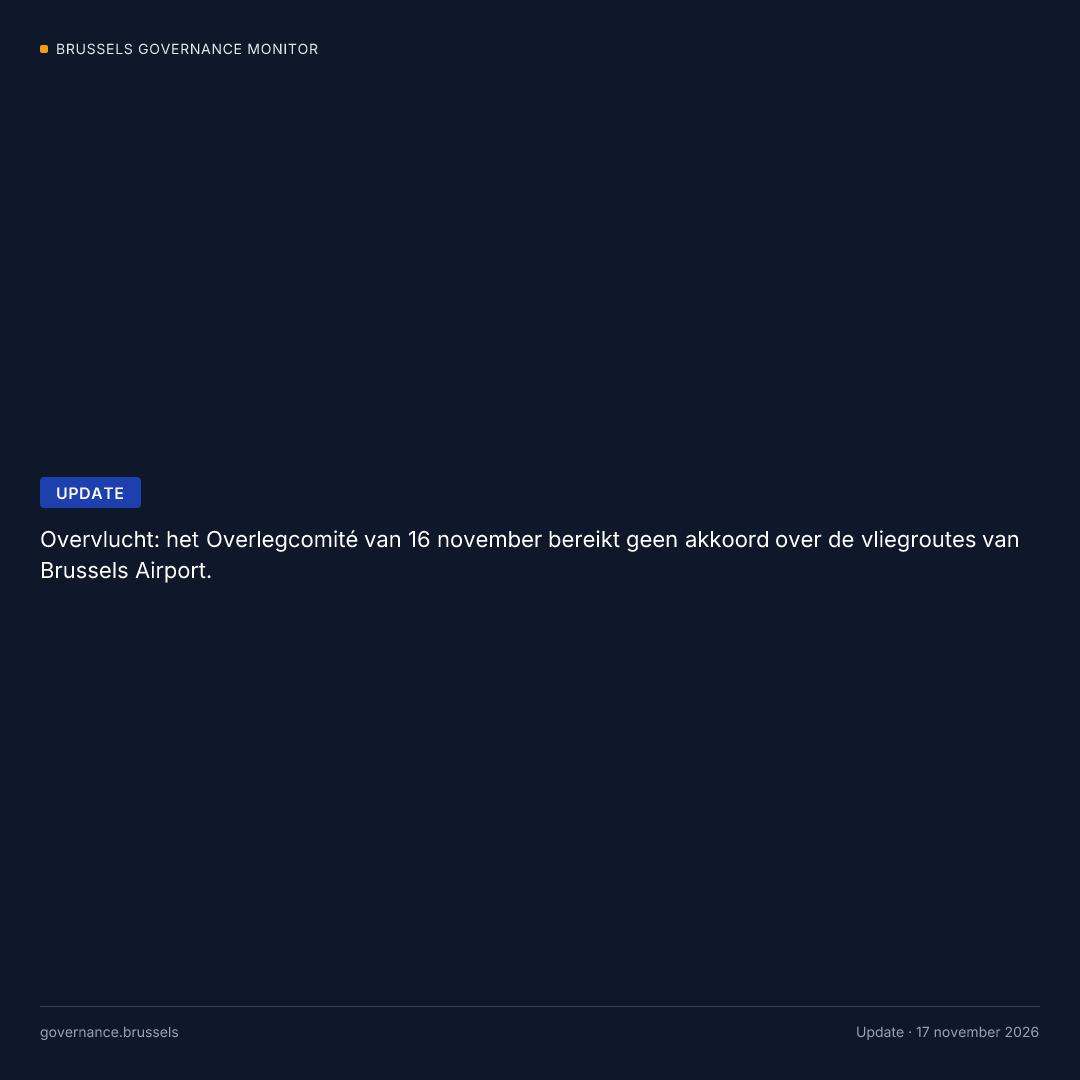 BRUSSELS GOVERNANCE MONITOR
UPDATE
Overvlucht: het Overlegcomité van 16 november bereikt geen akkoord over de vliegroutes van
Brussels Airport.
governance.brussels
Update · 17 november 2026